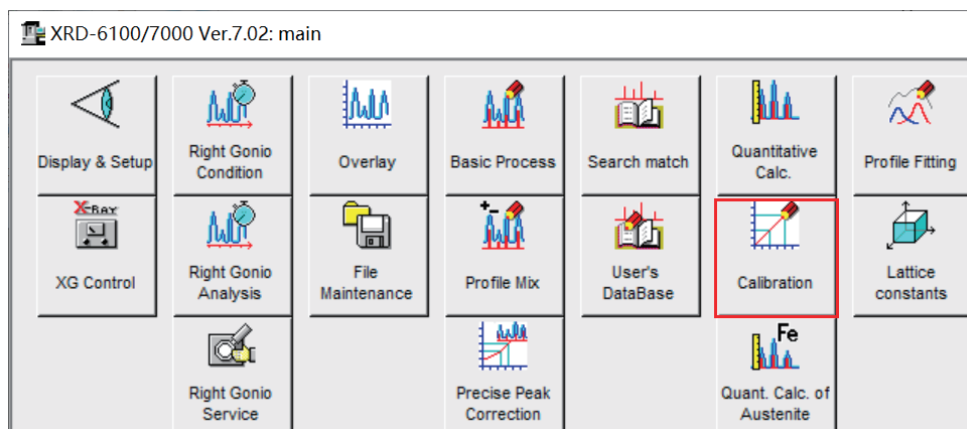 XRD-6100/7000 Ver.7.02: main
Display & Setup
Right Gonio
Condition
Overlay
Basic Process
Search match
Quantitative
Calc.
Profile Fitting
X-RAY
XG Control
Right Gonio
Analysis
File
Maintenance
Profile Mix
User's
DataBase
Calibration
Lattice
constants
Right Gonio
Service
Precise Peak
Correction
Fe
Quant. Calc. of
Austenite